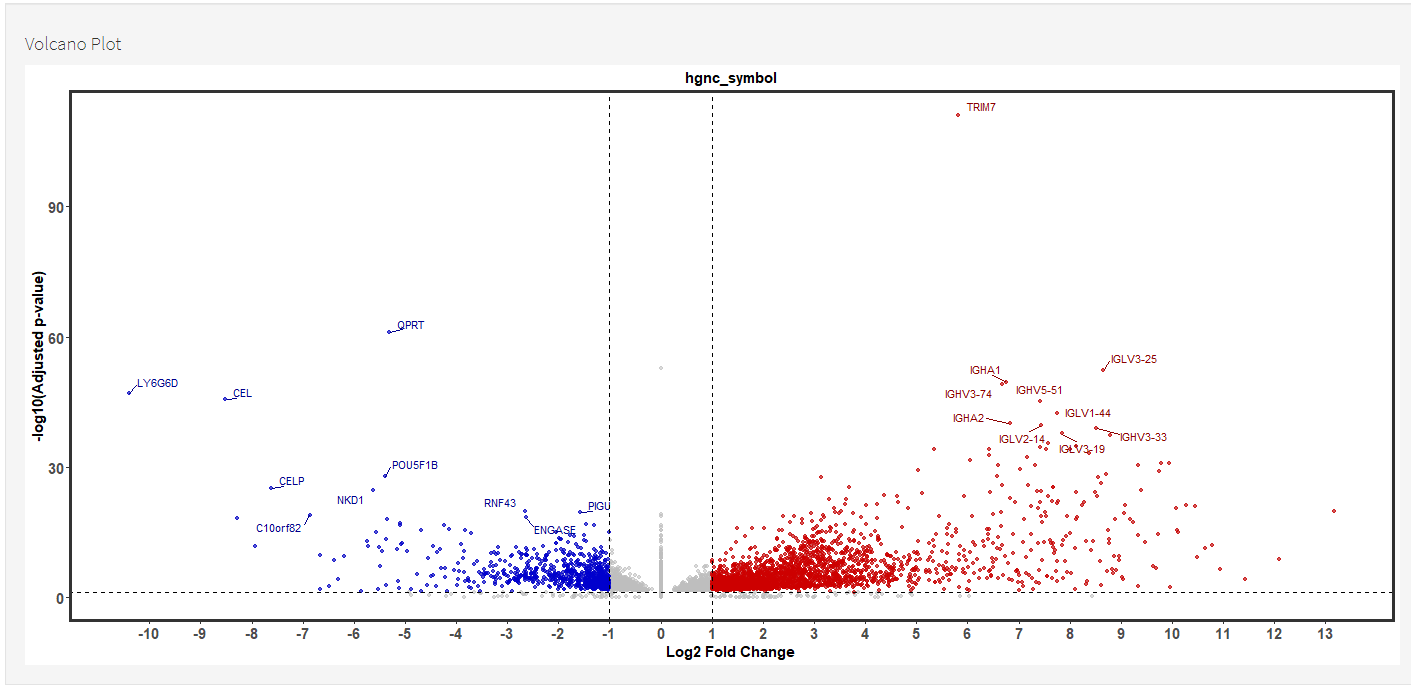 Volcano Plot
hgnc_symbol
TRIM7
90
QPRT
60
IGLV3-25
IGHA1
LY6G6D
IGHV5-51
CEL
IGHV3-74
IGLV1-44
IGHA2
IGHV3-33
IGLV2-14
IGLV3-19
POU5F1B
30
CELP
NKD1
RNF43
PIGU
C10orf82
ENGASE
0
-log10(Adjusted p-value)
-10 -9 -8 -7 -6 -5 -4 -3 -2 -1 0 1 2 3 4 5 6 7 8 9 10 11 12 13
Log2 Fold Change